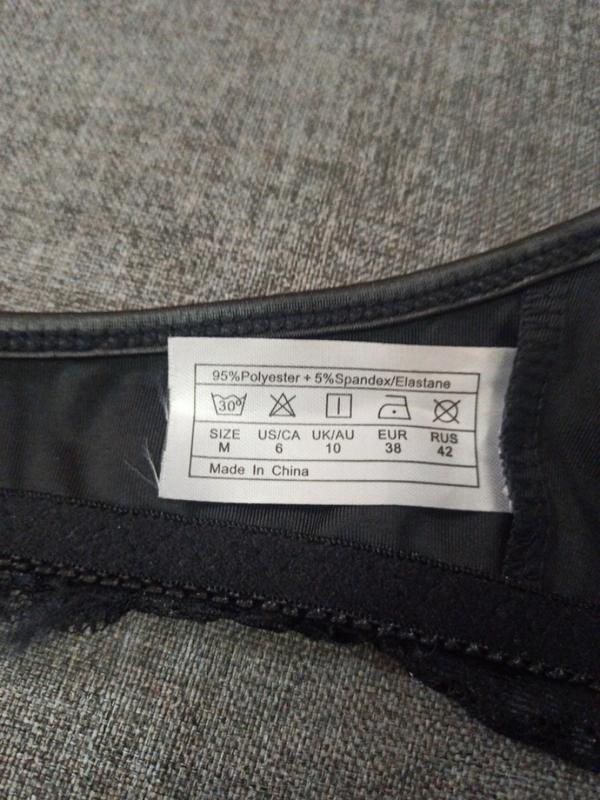 95%Polyester + 5%Spandex/Elastane
30°
SIZE US/CA UK/AU EUR RUS
M 6 10 38 42
Made In China